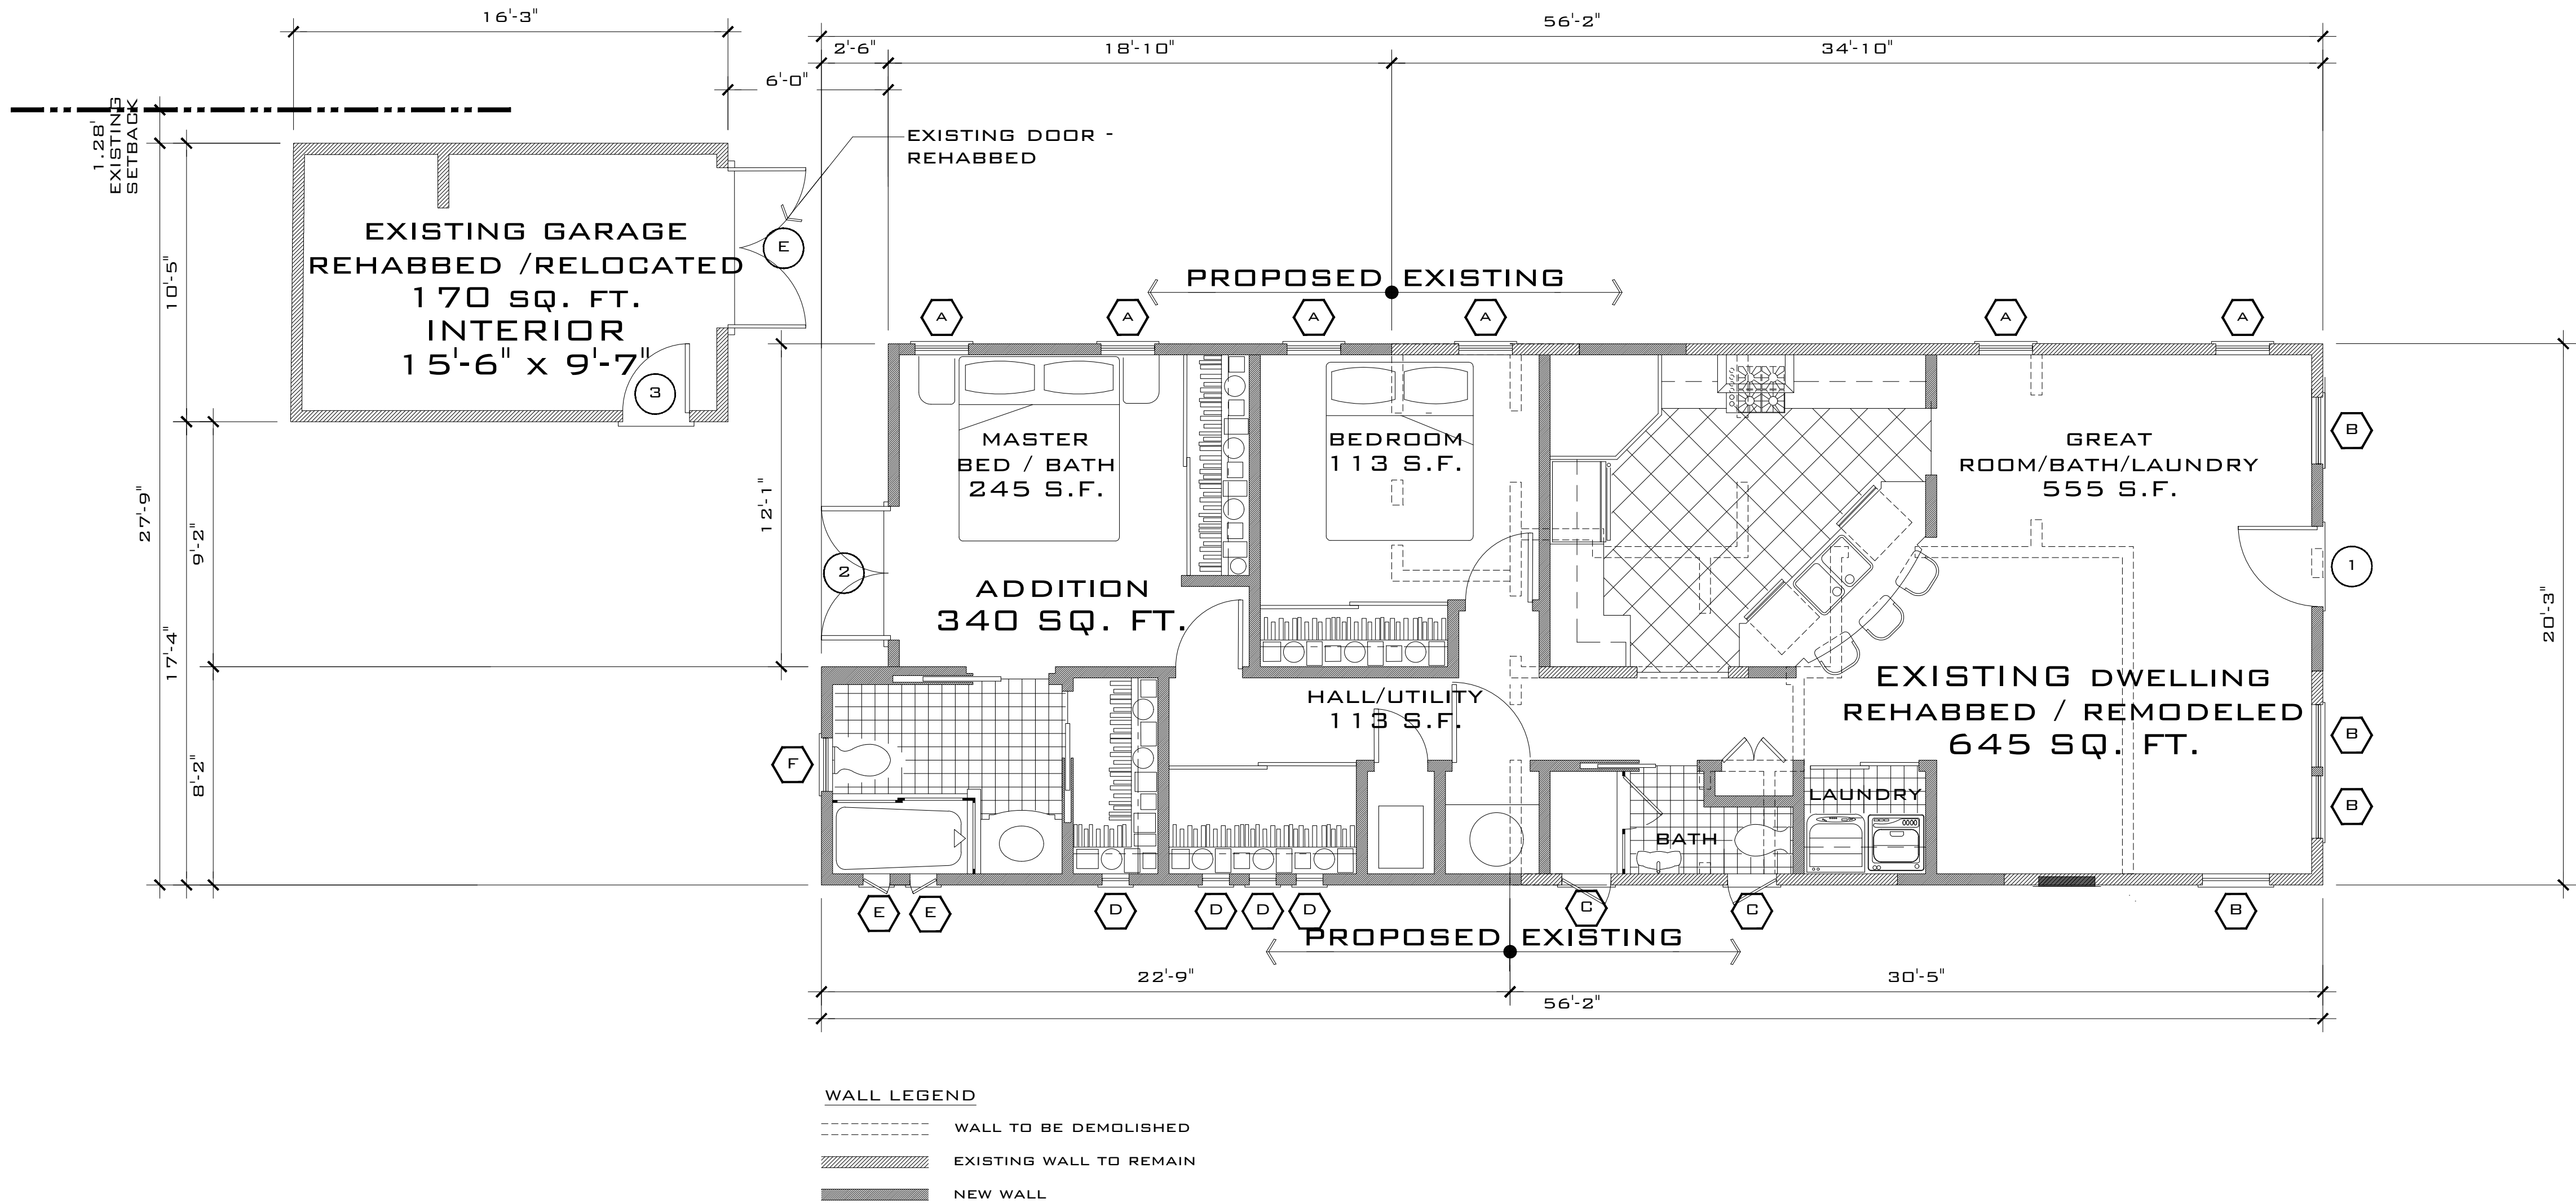 16'-3"
56'-2"
2'-6"
18'-10"
34'-10"
6'-0"
1.28'
EXISTING
SETBACK
EXISTING DOOR -
REHABBED
EXISTING GARAGE
REHABBED /RELOCATED
170 SQ. FT.
INTERIOR
15'-6" X 9'-7"
E
3
10'-5"
27'-9"
9'-2"
17'-4"
8'-2"
12'-1"
20'-3"
PROPOSED EXISTING
A
A
A
A
A
A
MASTER
BED / BATH
245 S.F.
BEDROOM
113 S.F.
GREAT
ROOM/BATH/LAUNDRY
555 S.F.
B
2
1
ADDITION
340 SQ. FT.
HALL/UTILITY
113 S.F.
EXISTING DWELLING
REHABBED / REMODELED
645 SQ. FT.
F
B
B
LAUNDRY
BATH
E
E
D
D
D
D
C
C
B
PROPOSED EXISTING
22'-9"
30'-5"
56'-2"
WALL LEGEND
WALL TO BE DEMOLISHED
EXISTING WALL TO REMAIN
NEW WALL